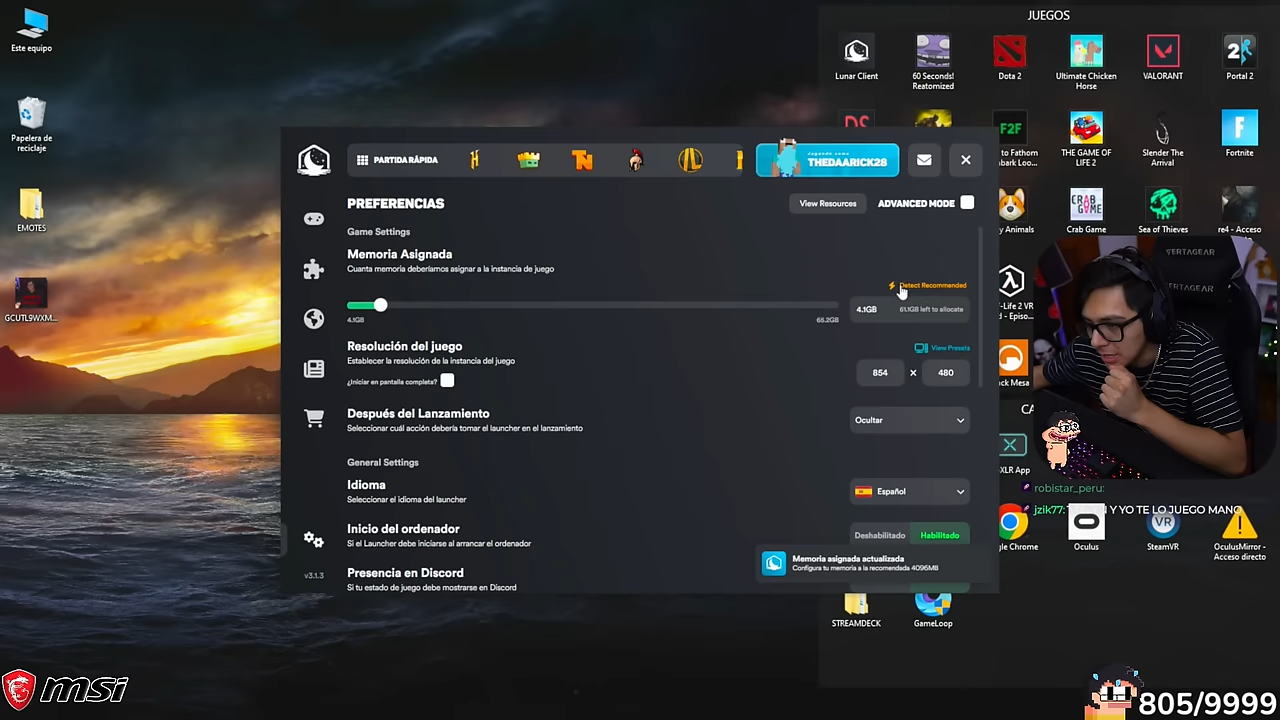 Este equipo
Papelera de
reciclaje
EMOTES
GCUTL9WXM...
msi
JUEGOS
Lunar Client
60 Seconds!
Reatomized
Dota 2
Ultimate Chicken
Horse
VALORANT
Portal 2
F2F
THE GAME OF
LIFE 2
Slender The
Arrival
Fortnite
Crab Game
Sea of Thieves
re4 - Acceso
PARTIDA RÁPIDA
Jugando como
THEDAARICK28
PREFERENCIAS
View Resources
ADVANCED MODE
Game Settings
Memoria Asignada
Cuanta memoria deberíamos asignar a la instancia de juego
Detect Recommended
4.1GB
65.2GB
4.1GB
61.1GB left to allocate
Resolución del juego
Establecer la resolución de la instancia del juego
¿Iniciar en pantalla completa?
View Presets
854 X 480
Después del Lanzamiento
Seleccionar cuál acción debería tomar el launcher en el lanzamiento
Ocultar
General Settings
Idioma
Seleccionar el idioma del launcher
Español
Inicio del ordenador
Si el Launcher debe iniciarse al arrancar el ordenador
Deshabilitado
Habilitado
Presencia en Discord
Si tu estado de juego debe mostrarse en Discord
v3.1.3
Memoria asignada actualizada
Configura tu memoria a la recomendada 4096MB
VERTAGEAR
VERTAGEAR
robistar_peru:
jzik77:
Y YO TE LO JUEGO MANO
Oculus
SteamVR
OculusMirror -
Acceso directo
STREAMDECK
GameLoop
805/9999